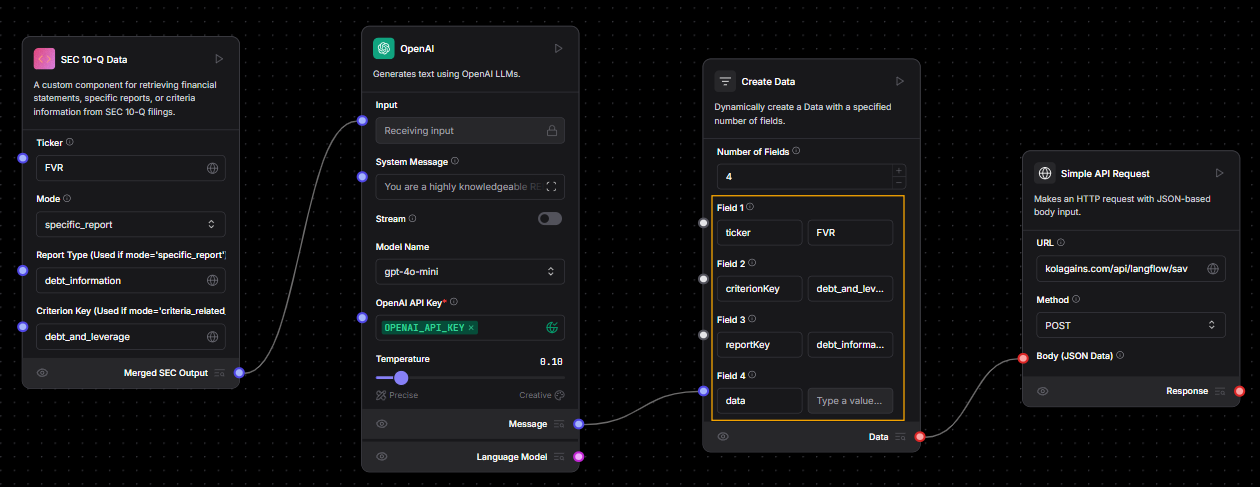 SEC 10-Q Data
A custom component for retrieving financial
statements, specific reports, or criteria
information from SEC 10-Q filings.
Ticker
FVR
Mode
specific_report
Report Type (Used if mode='specific_report')
debt_information
Criterion Key (Used if mode='criteria_related_
debt_and_leverage
Merged SEC Output
OpenAI
Generates text using OpenAI LLMs.
Input
Receiving input
System Message
You are a highly knowledgeable RE
Stream
Model Name
gpt-4o-mini
OpenAI API Key*
OPENAI_API_KEY ×
Temperature 0.10
Precise Creative
Message
Language Model
Create Data
Dynamically create a Data with a specified
number of fields.
Number of Fields
4
Field 1
ticker FVR
Field 2
criterionKey debt_and_lev...
Field 3
reportKey debt_informa...
Field 4
data Type a value...
Data
Simple API Request
Makes an HTTP request with JSON-based
body input.
URL
kolagains.com/api/langflow/sav
Method
POST
Body (JSON Data)
Response